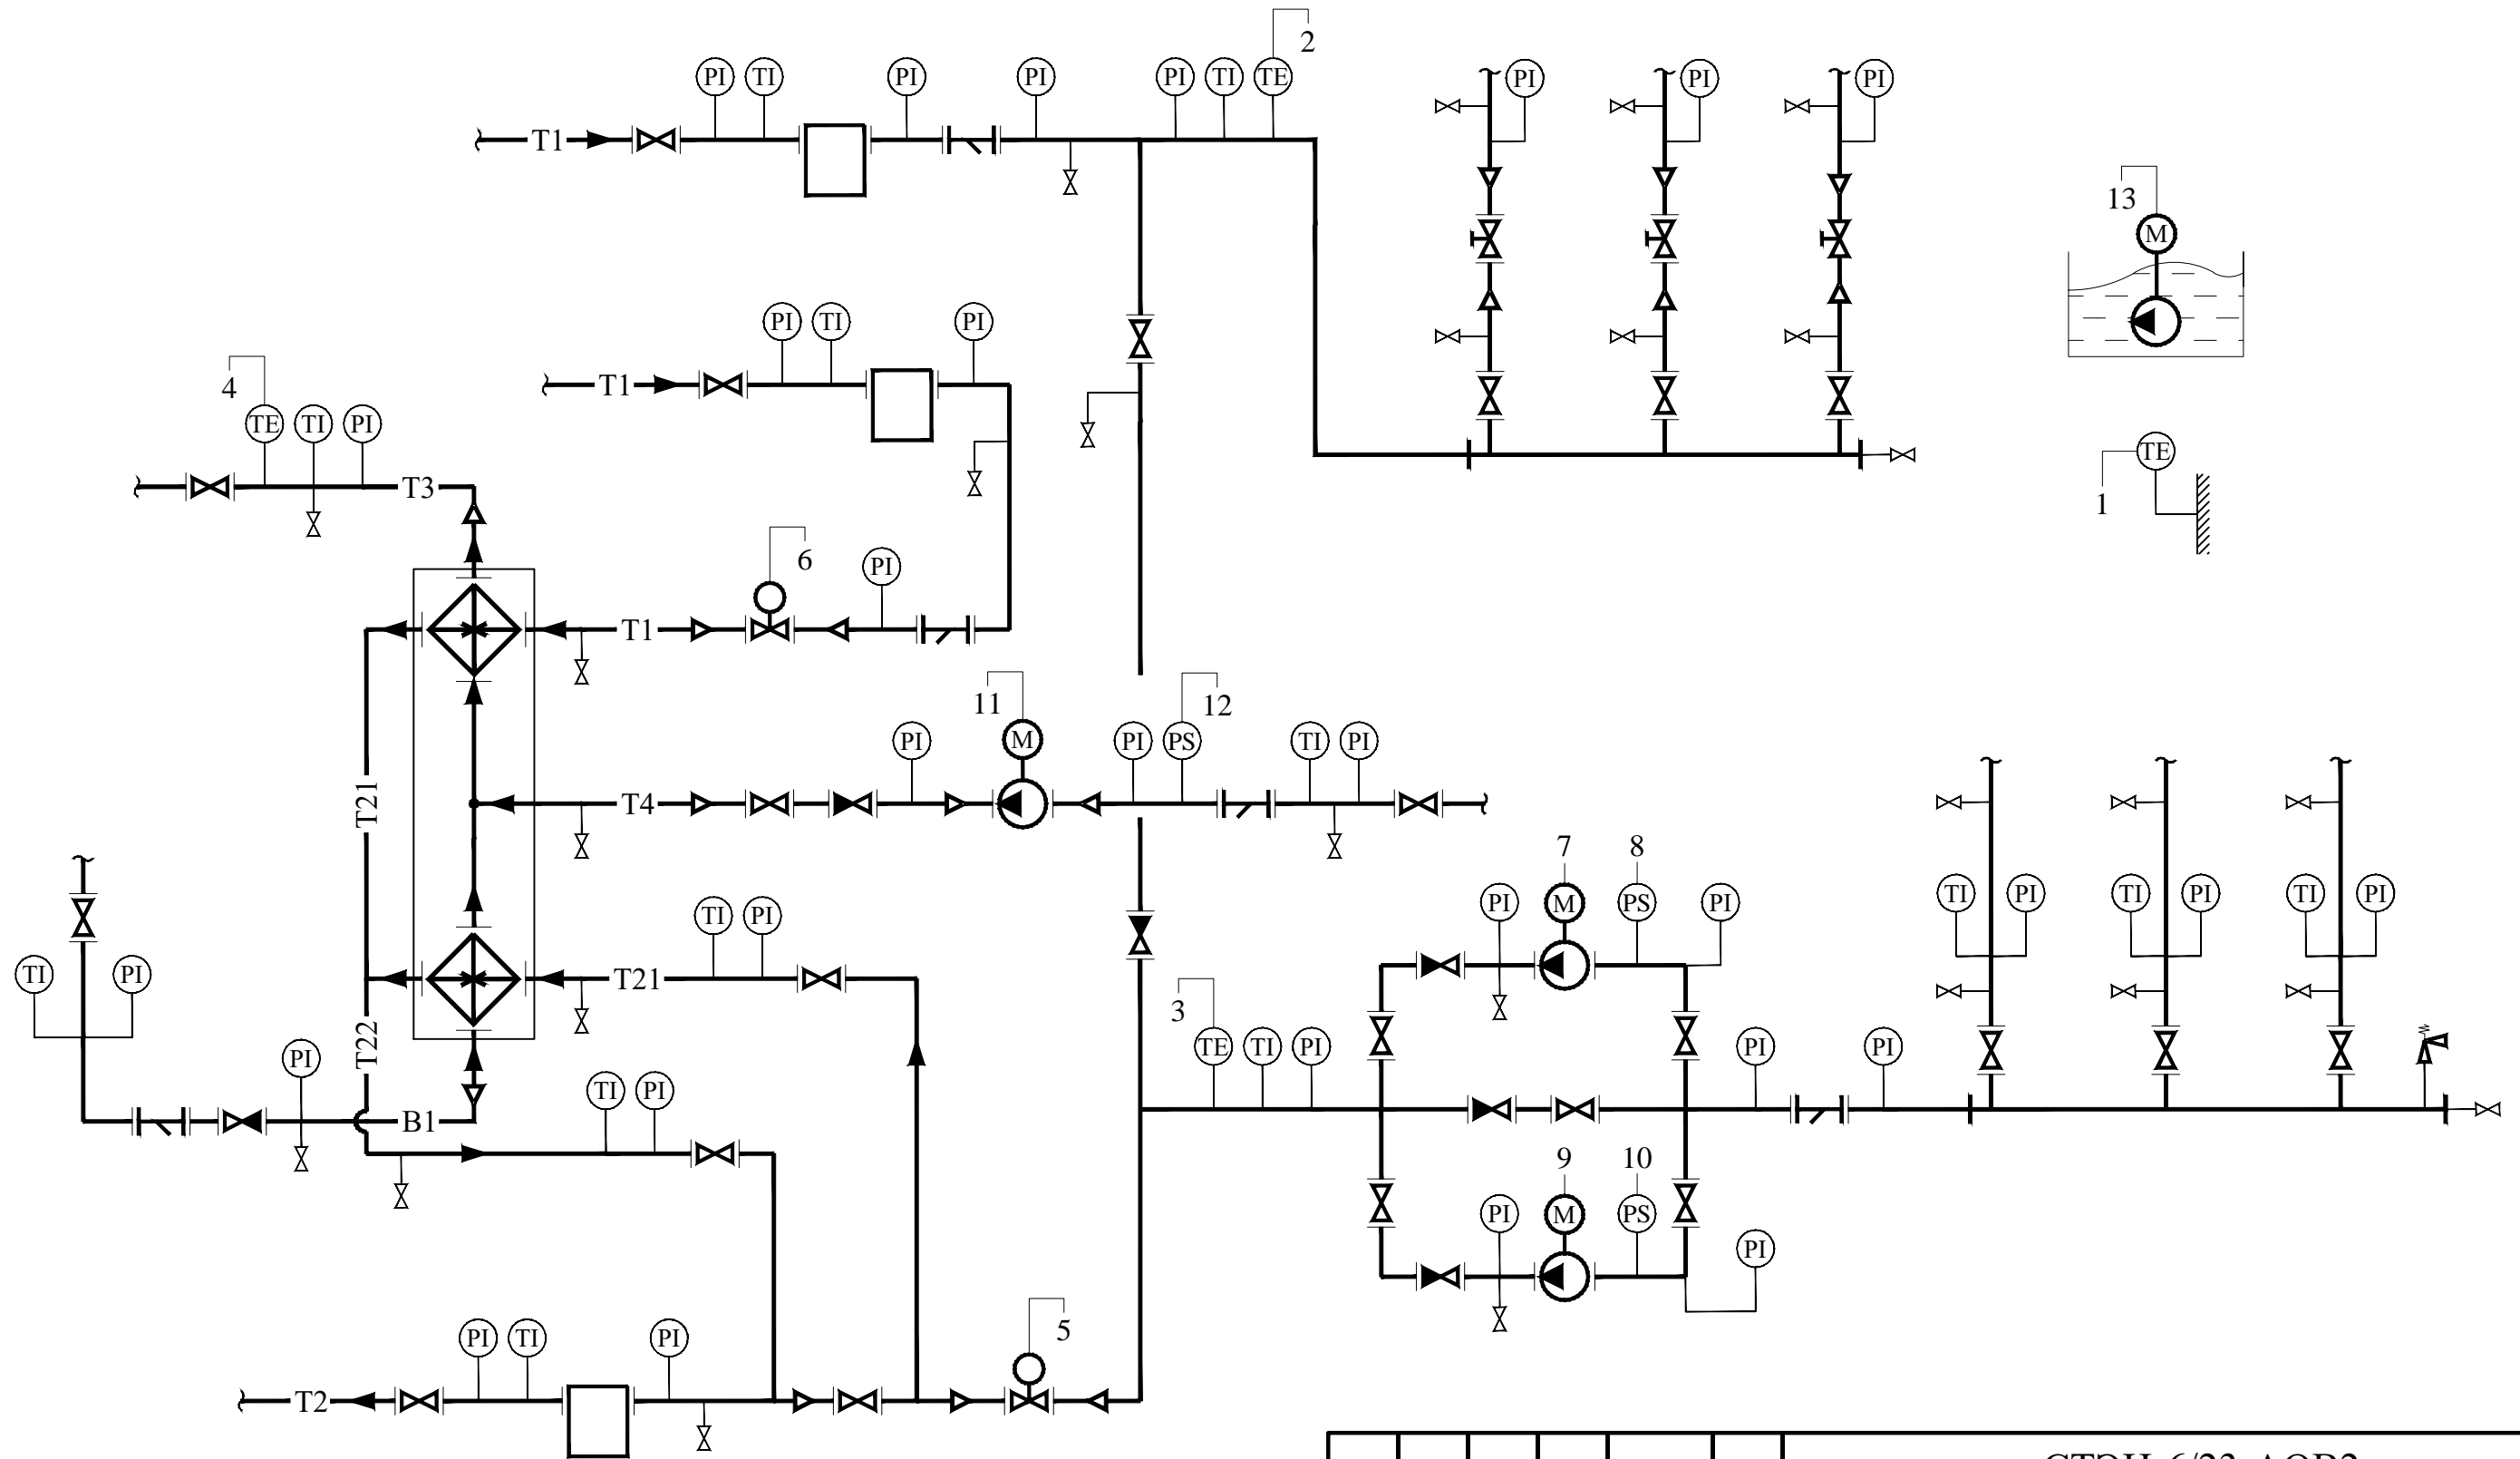 2
PI TI PI PI PI TI TE PI PI PI
T1
13
M
PI TI PI
4
T1
TE TI PI
TE
T3
1
6
PI
T1
11 12
PI M PI PS TI PI
T21
T4
7 8
TI PI PI M PS PI TI PI TI PI TI PI
TI PI
T21
3
T22
PI TE TI PI PI PI
TI PI
B1
9 10
PI M PS PI
5
PI TI PI
T2